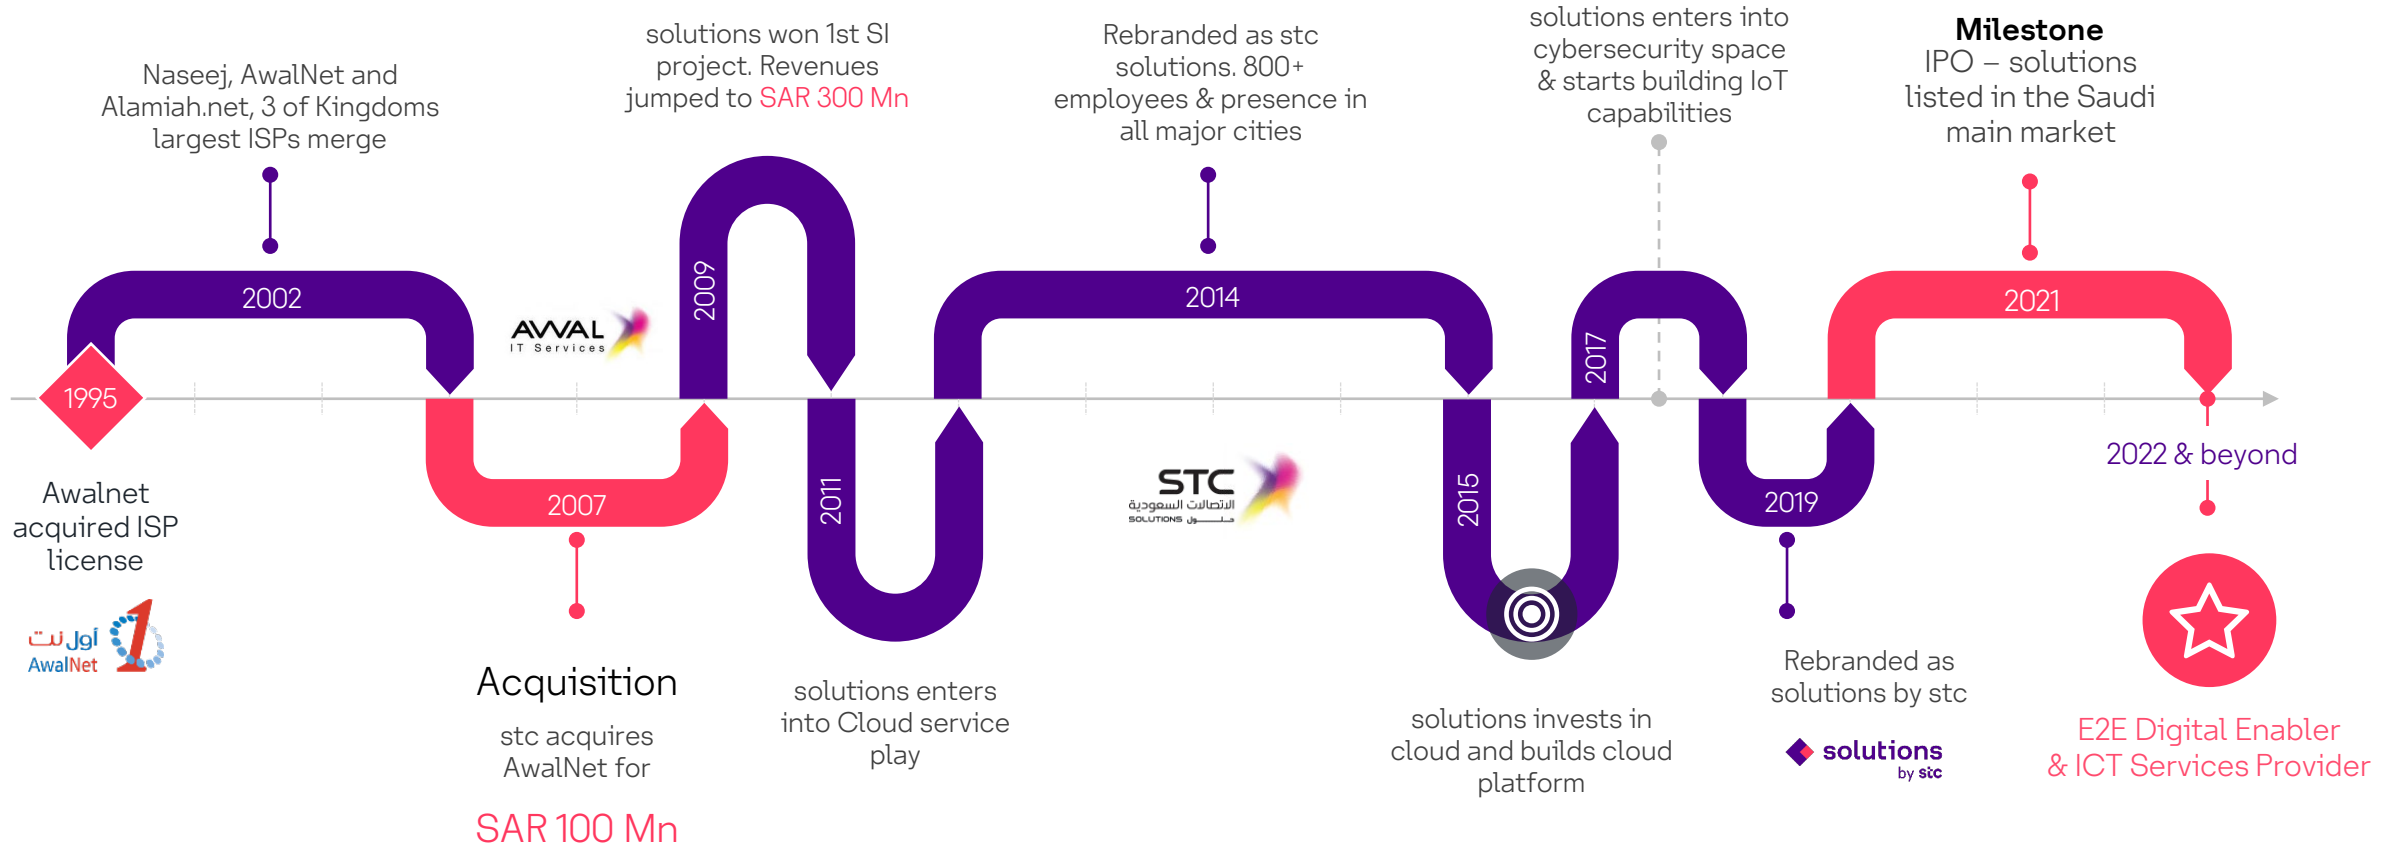 Naseej, AwalNet and
Alamiah.net, 3 of Kingdoms
largest ISPs merge
solutions won 1st SI
project. Revenues
jumped to SAR 300 Mn
Rebranded as stc
solutions. 800+
employees & presence in
all major cities
solutions enters into
cybersecurity space
& starts building IoT
capabilities
Milestone
IPO – solutions
listed in the Saudi
main market
2002
2009
2014
2017
2021
AWAL
IT Services
1995
2007
2011
2015
2019
2022 & beyond
STC
الاتصالات السعودية
SOLUTIONS حلول
Awalnet
acquired ISP
license
أول نت
AwalNet
1
Acquisition
stc acquires
AwalNet for
SAR 100 Mn
solutions enters
into Cloud service
play
solutions invests in
cloud and builds cloud
platform
Rebranded as
solutions by stc
solutions
by stc
E2E Digital Enabler
& ICT Services Provider